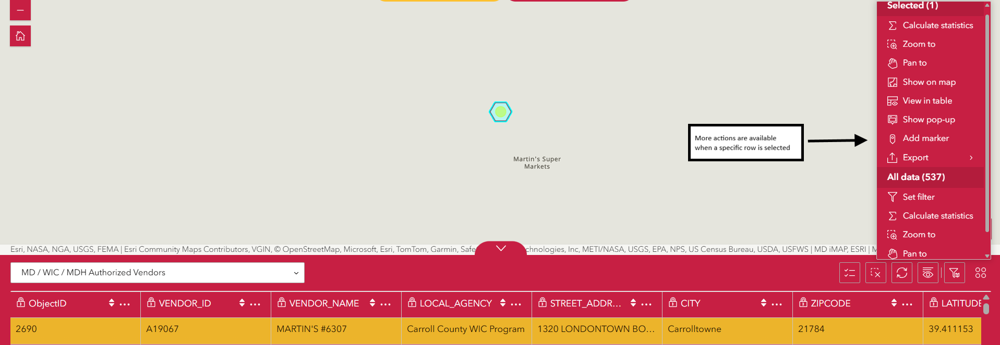 Selected (1)
Calculate statistics
Zoom to
Pan to
Show on map
View in table
Show pop-up
Add marker
Export
All data (537)
Set filter
Calculate statistics
Zoom to
Pan to
More actions are available
when a specific row is selected
Martin's Super
Markets
Esri, NASA, NGA, USGS, FEMA | Esri Community Maps Contributors, VGIN, © OpenStreetMap, Microsoft, Esri, TomTom, Garmin, Safe chnologies, Inc, METI/NASA, USGS, EPA, NPS, US Census Bureau, USDA, USFWS | MD iMAP, ESRI | M
MD / WIC / MDH Authorized Vendors
ObjectID VENDOR_ID VENDOR_NAME LOCAL_AGENCY STREET_ADDR... CITY ZIPCODE LATITUDE
2690 A19067 MARTIN'S #6307 Carroll County WIC Program 1320 LONDONTOWN BO... Carrolltowne 21784 39.411153